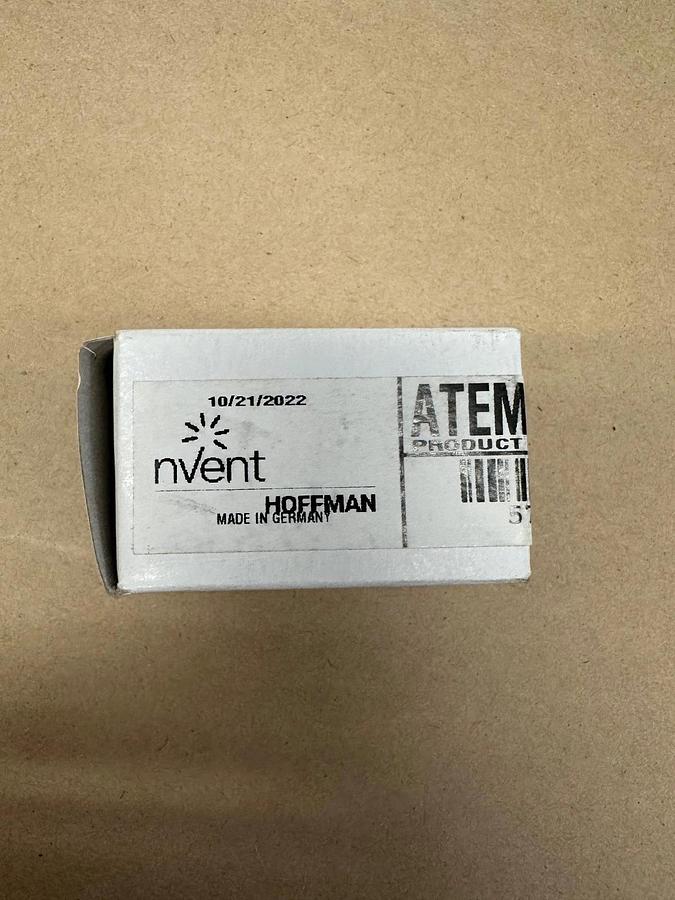 10/21/2022
nVent
HOFFMAN
MADE IN GERMANY
ATEM
PRODUCT